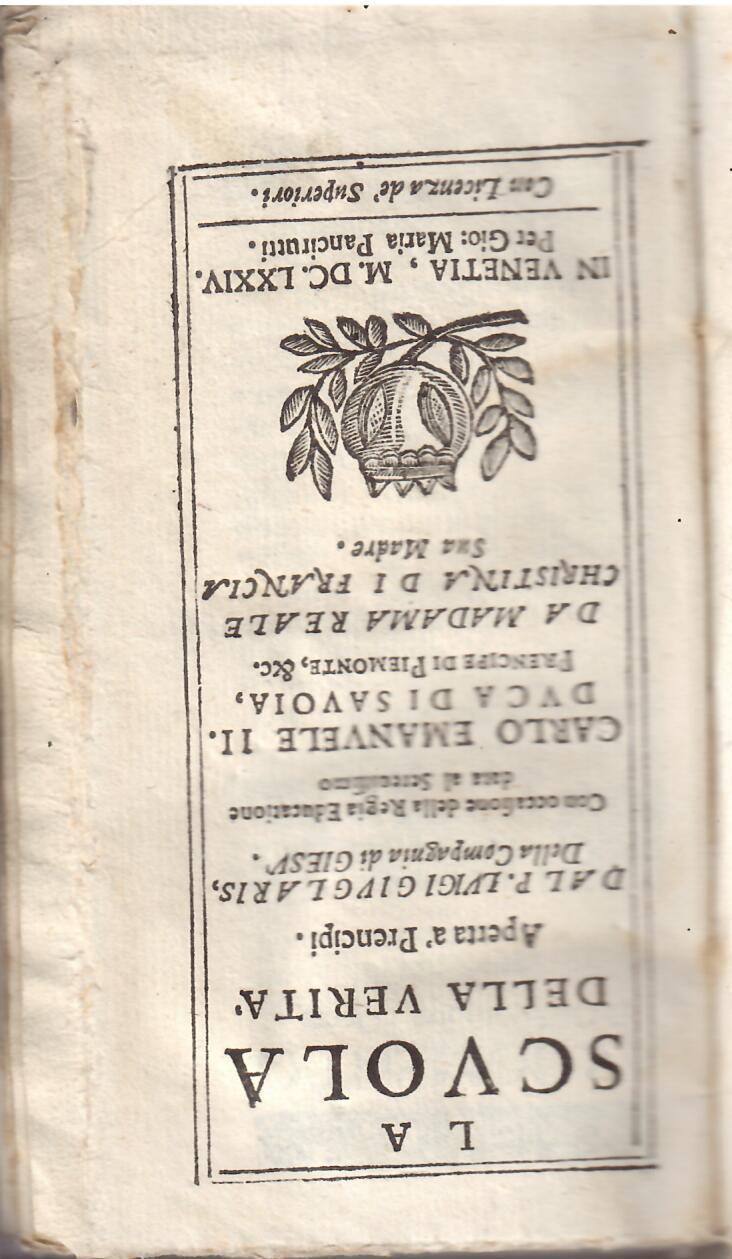 LA
SCVOLA
DELLA VERITA'
Aperta a' Prencipi.
DAL P. LVIGI GIVGLARIS,
Della Compagnia di GIESV'.
Con occasione della Regia Educatione
data al Serenissimo
CARLO EMANVELE II.
DVCA DI SAVOIA,
PRENCIPE DI PIEMONTE, &c.
DA MADAMA REALE
CHRISTINA DI FRANCIA
Sua Madre.
IN VENETIA, M. DC. LXXIV.
Per Gio: Maria Pancirutti.
Con Licenza de' Superiori.